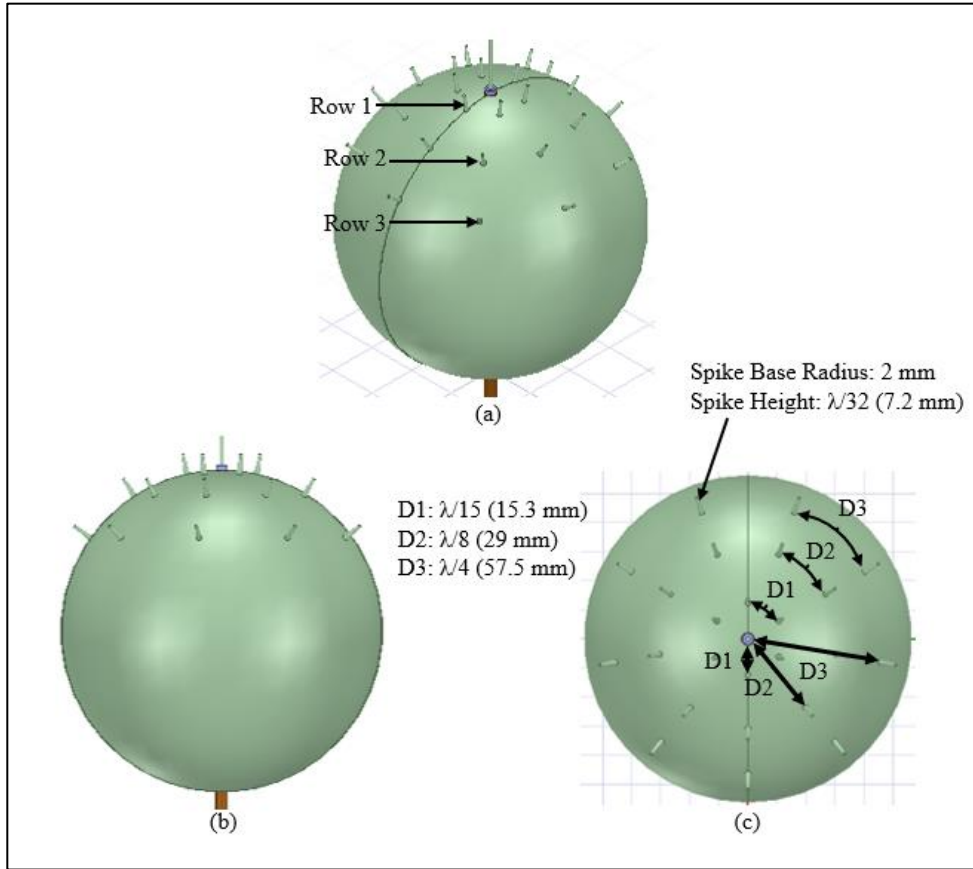 Row 1
Row 2
Row 3
(a)
Spike Base Radius: 2 mm
Spike Height: λ/32 (7.2 mm)
D1: λ/15 (15.3 mm)
D2: λ/8 (29 mm)
D3: λ/4 (57.5 mm)
(b)
D3
D2
D1
D1
D3
D2
(c)